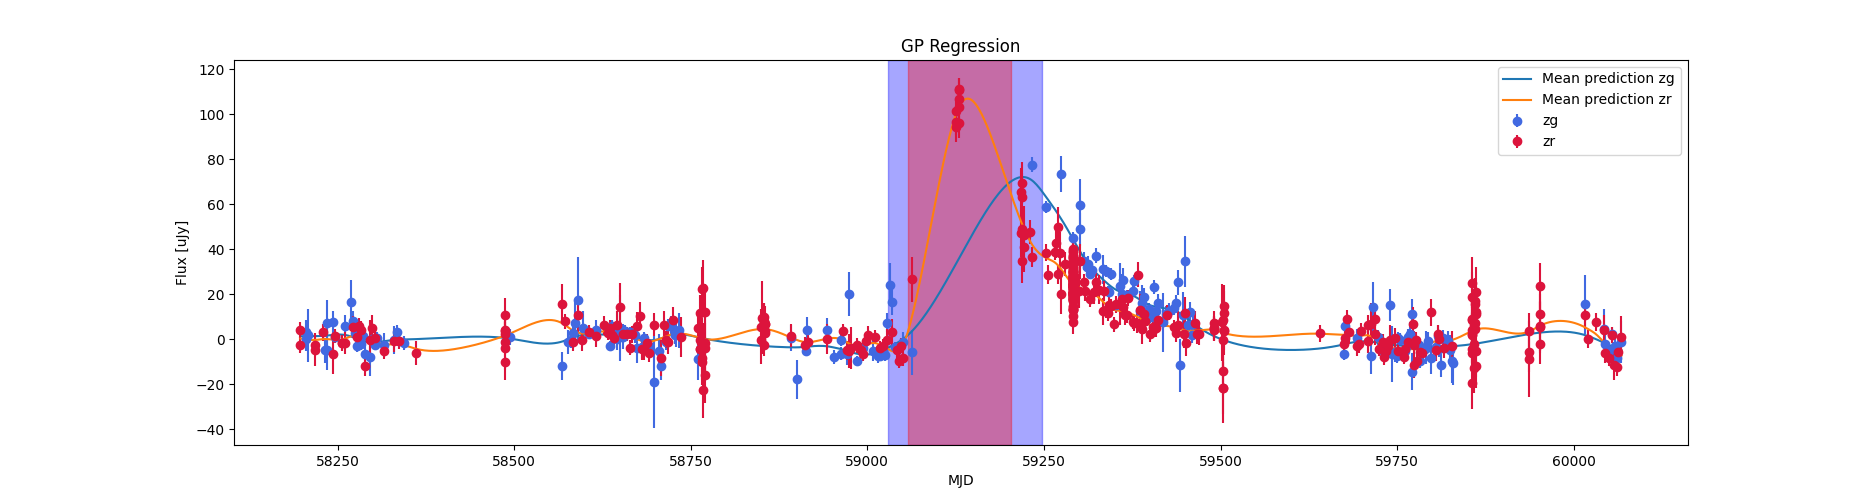 GP Regression
120
100
80
60
40
20
0
−20
−40
Flux [uJy]
58250
58500
58750
59000
59250
59500
59750
60000
MJD
Mean prediction zg
Mean prediction zr
zg
zr